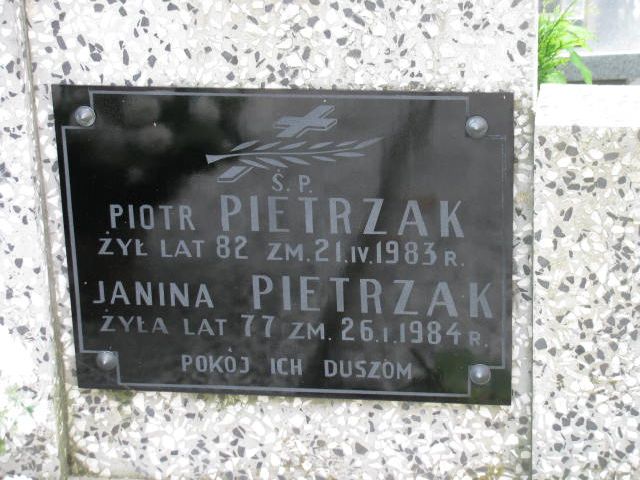 Ś. P.
PIOTR PIETRZAK
ŻYŁ LAT 82 ZM. 21.IV.1983 R.
JANINA PIETRZAK
ŻYŁA LAT 77 ZM. 26.I.1984 R.
POKÓJ ICH DUSZOM